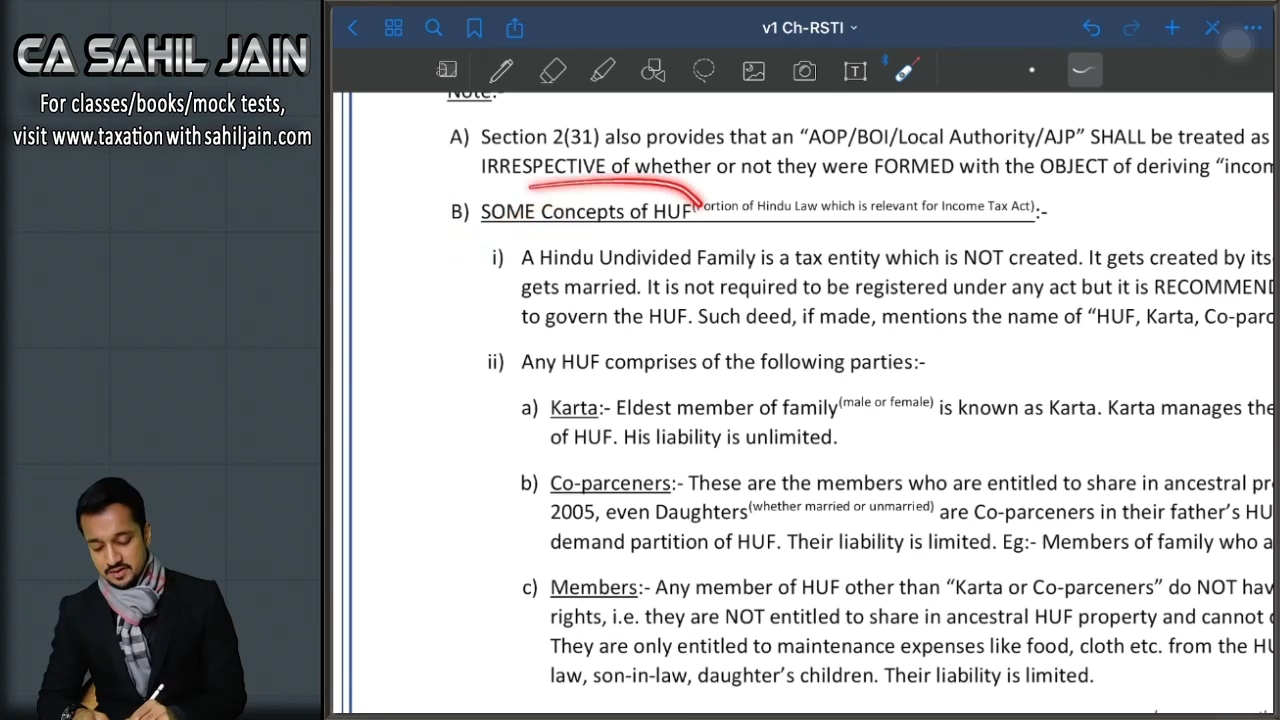 CA SAHIL JAIN
For classes/books/mock tests,
visit www.taxation with sahiljain.com
v1 Ch-RSTI
T
Note:-
A) Section 2(31) also provides that an “AOP/BOI/Local Authority/AJP” SHALL be treated as
IRRESPECTIVE of whether or not they were FORMED with the OBJECT of deriving “incom
B) SOME Concepts of HUF(Portion of Hindu Law which is relevant for Income Tax Act):-
i) A Hindu Undivided Family is a tax entity which is NOT created. It gets created by its
gets married. It is not required to be registered under any act but it is RECOMMEND
to govern the HUF. Such deed, if made, mentions the name of “HUF, Karta, Co-parc
ii) Any HUF comprises of the following parties:-
a) Karta:- Eldest member of family(male or female) is known as Karta. Karta manages the
of HUF. His liability is unlimited.
b) Co-parceners:- These are the members who are entitled to share in ancestral pr
2005, even Daughters(whether married or unmarried) are Co-parceners in their father’s HU
demand partition of HUF. Their liability is limited. Eg:- Members of family who a
c) Members:- Any member of HUF other than “Karta or Co-parceners” do NOT hav
rights, i.e. they are NOT entitled to share in ancestral HUF property and cannot
They are only entitled to maintenance expenses like food, cloth etc. from the HU
law, son-in-law, daughter’s children. Their liability is limited.